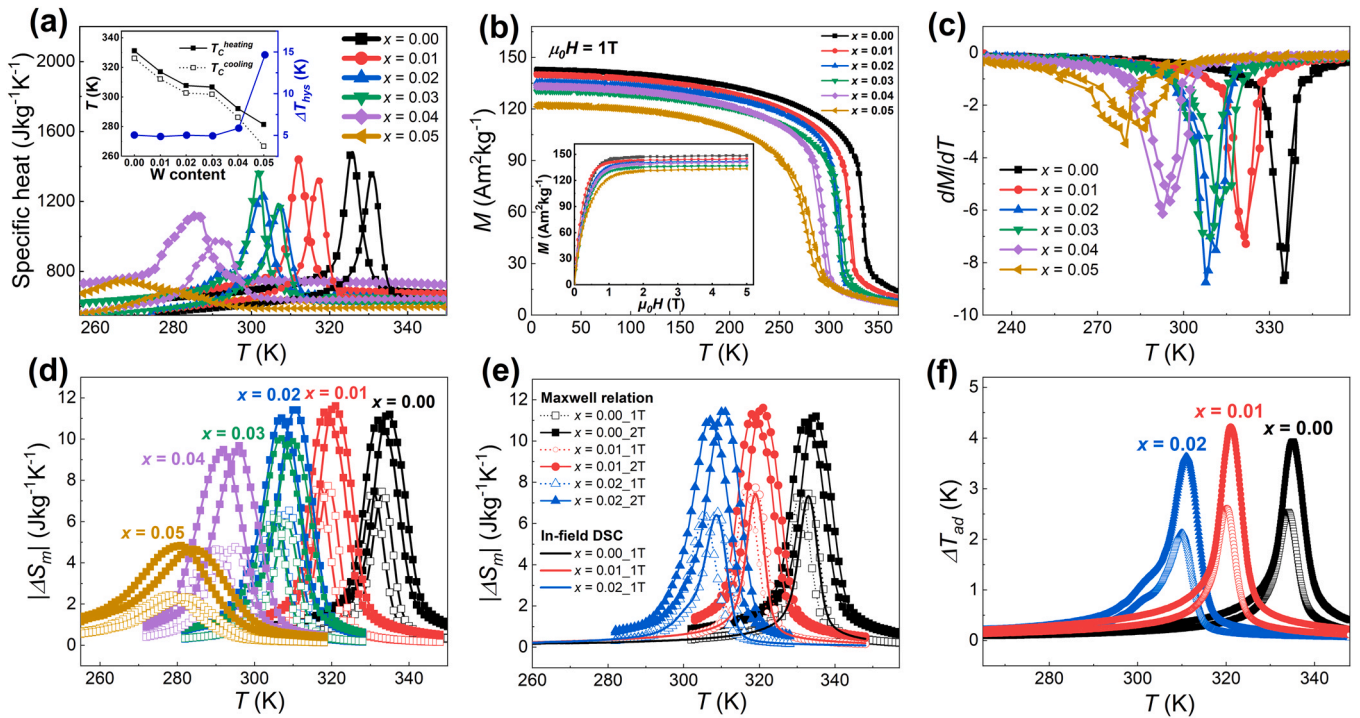 (a)
Specific heat (Jkg⁻¹K⁻¹)
2000
1600
1200
800
260
280
300
320
340
T (K)
x = 0.00
x = 0.01
x = 0.02
x = 0.03
x = 0.04
x = 0.05
T (K)
340
320
300
280
260
T_C^heating
T_C^cooling
15
10
5
ΔT_hys (K)
0.00 0.01 0.02 0.03 0.04 0.05
W content
(b)
μ₀H = 1T
M (Am²kg⁻¹)
150
120
90
60
30
0
0
50
100
150
200
250
300
350
T (K)
x = 0.00
x = 0.01
x = 0.02
x = 0.03
x = 0.04
x = 0.05
M (Am²kg⁻¹)
150
120
90
60
30
0
0 1 2 3 4 5
μ₀H (T)
(c)
dM/dT
0
-2
-4
-6
-8
-10
240
270
300
330
T (K)
x = 0.00
x = 0.01
x = 0.02
x = 0.03
x = 0.04
x = 0.05
(d)
|ΔS_m| (Jkg⁻¹K⁻¹)
12
10
8
6
4
2
0
x = 0.02
x = 0.01
x = 0.00
x = 0.03
x = 0.04
x = 0.05
260
280
300
320
340
T (K)
(e)
|ΔS_m| (Jkg⁻¹K⁻¹)
12
10
8
6
4
2
0
Maxwell relation
x = 0.00_1T
x = 0.00_2T
x = 0.01_1T
x = 0.01_2T
x = 0.02_1T
x = 0.02_2T
In-field DSC
x = 0.00_1T
x = 0.01_1T
x = 0.02_1T
260
280
300
320
340
T (K)
(f)
ΔT_ad (K)
5
4
3
2
1
0
x = 0.01
x = 0.00
x = 0.02
280
300
320
340
T (K)